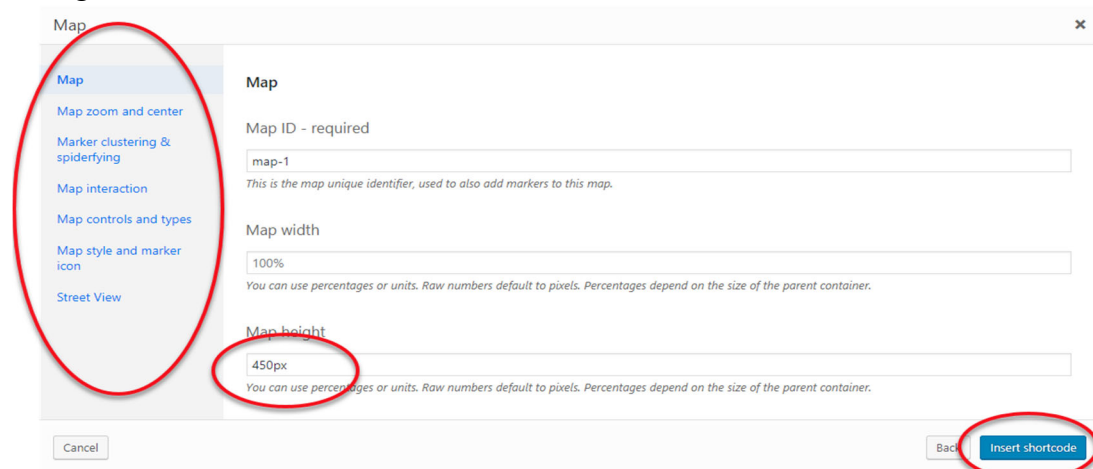 Map
×
Map
Map zoom and center
Marker clustering &
spiderfying
Map interaction
Map controls and types
Map style and marker
icon
Street View
Map
Map ID - required
map-1
This is the map unique identifier, used to also add markers to this map.
Map width
100%
You can use percentages or units. Raw numbers default to pixels. Percentages depend on the size of the parent container.
Map height
450px
You can use percentages or units. Raw numbers default to pixels. Percentages depend on the size of the parent container.
Cancel
Back
Insert shortcode